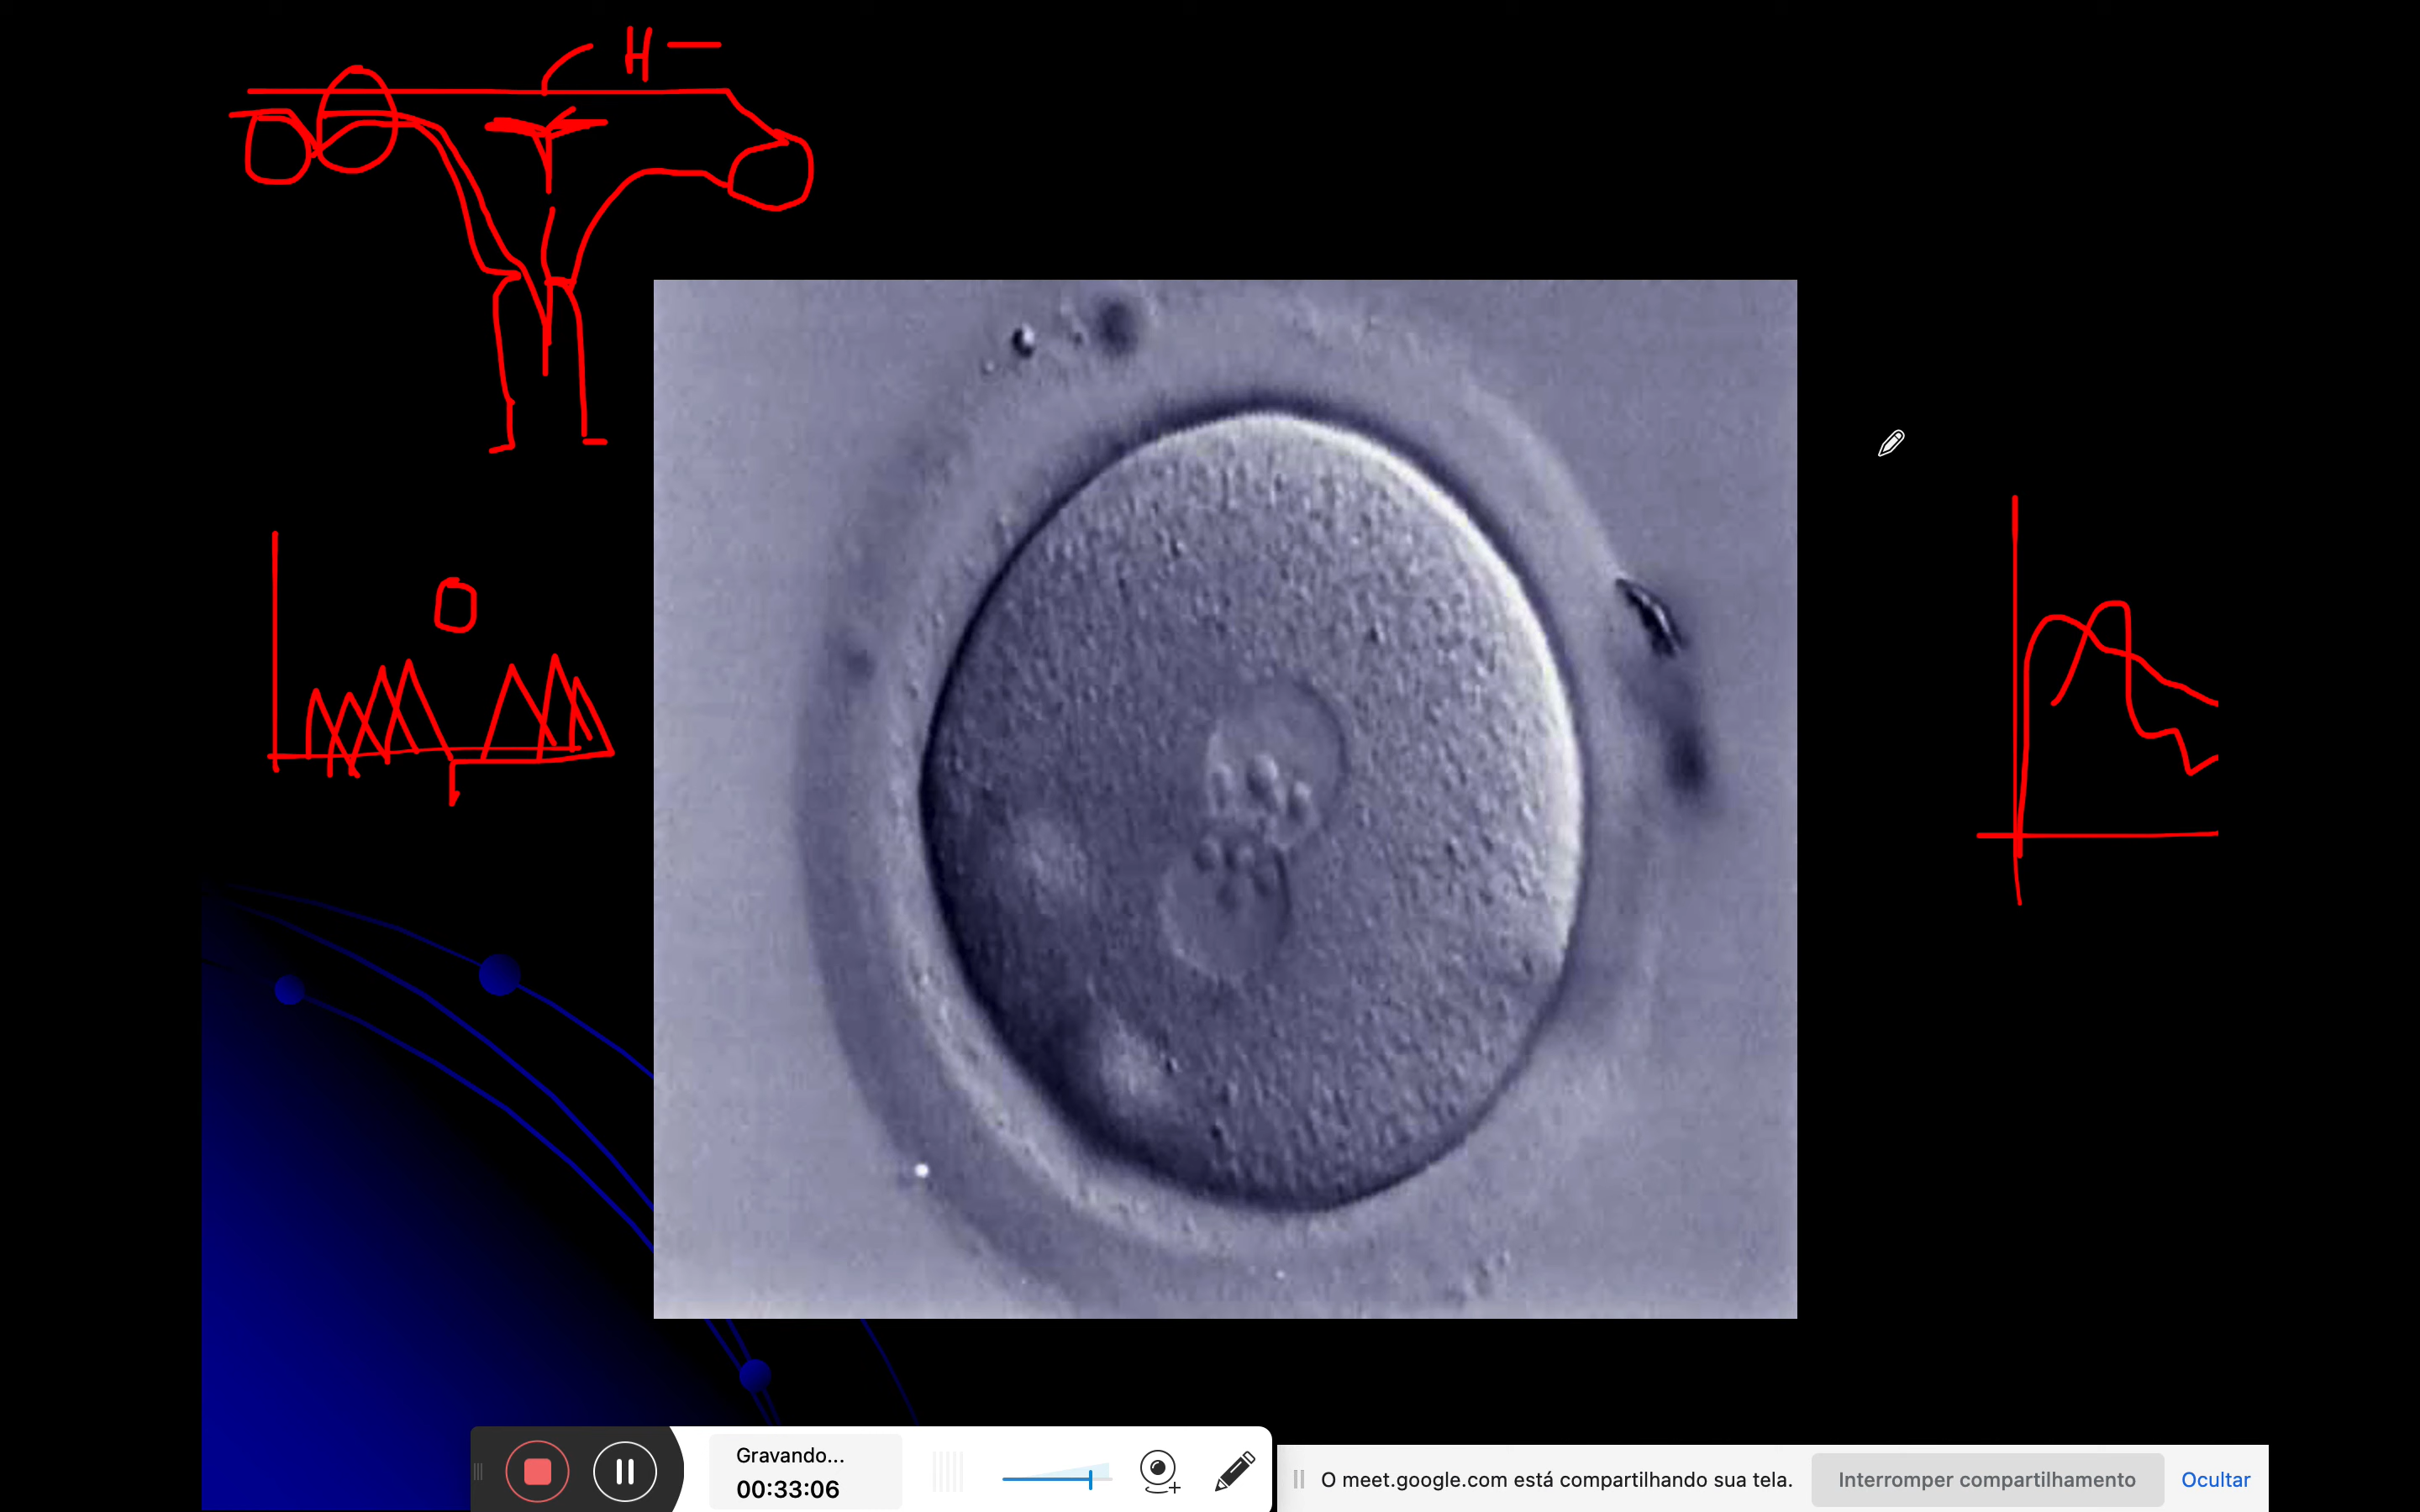 H
Gravando...
00:33:06
O meet.google.com está compartilhando sua tela.
Interromper compartilhamento
Ocultar